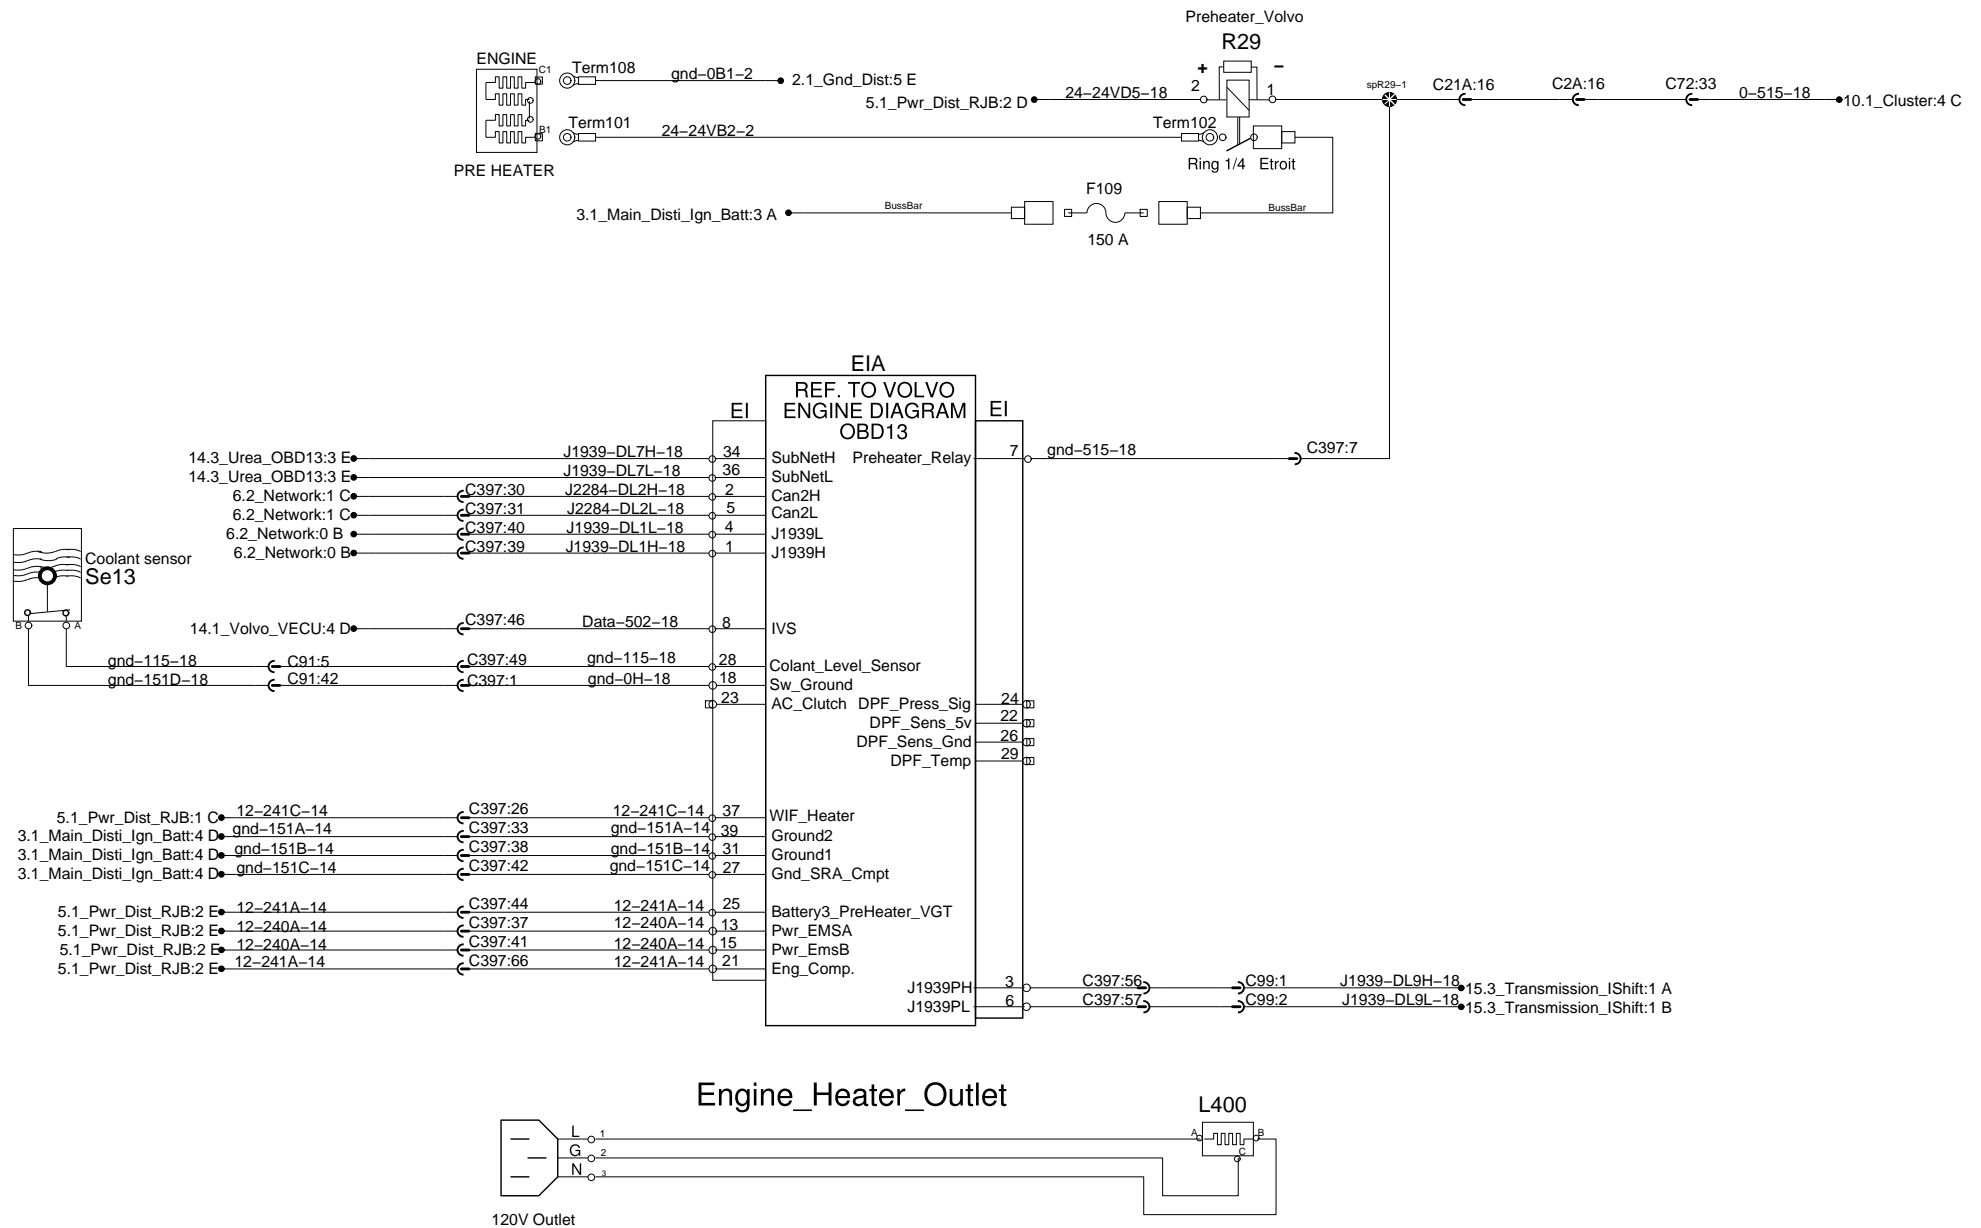 Preheater_Volvo
R29
ENGINE
C1
Term108
gnd-0B1-2
2.1_Gnd_Dist:5 E
+
−
5.1_Pwr_Dist_RJB:2 D
24-24VD5-18
2
1
spR29-1
C21A:16
C2A:16
C72:33
0-515-18
10.1_Cluster:4 C
B1
Term101
24-24VB2-2
Term102
PRE HEATER
Ring 1/4
Etroit
F109
3.1_Main_Disti_Ign_Batt:3 A
BussBar
BussBar
150 A
EIA
REF. TO VOLVO
ENGINE DIAGRAM
OBD13
EI
EI
14.3_Urea_OBD13:3 E
J1939-DL7H-18
34
SubNetH
Preheater_Relay
7
gnd-515-18
C397:7
14.3_Urea_OBD13:3 E
J1939-DL7L-18
36
SubNetL
6.2_Network:1 C
C397:30
J2284-DL2H-18
2
Can2H
6.2_Network:1 C
C397:31
J2284-DL2L-18
5
Can2L
6.2_Network:0 B
C397:40
J1939-DL1L-18
4
J1939L
6.2_Network:0 B
C397:39
J1939-DL1H-18
1
J1939H
Coolant sensor
Se13
B
A
14.1_Volvo_VECU:4 D
C397:46
Data-502-18
8
IVS
gnd-115-18
C91:5
C397:49
gnd-115-18
28
Colant_Level_Sensor
gnd-151D-18
C91:42
C397:1
gnd-0H-18
18
Sw_Ground
23
AC_Clutch
DPF_Press_Sig
24
DPF_Sens_5v
22
DPF_Sens_Gnd
26
DPF_Temp
29
5.1_Pwr_Dist_RJB:1 C
12-241C-14
C397:26
12-241C-14
37
WIF_Heater
3.1_Main_Disti_Ign_Batt:4 D
gnd-151A-14
C397:33
gnd-151A-14
39
Ground2
3.1_Main_Disti_Ign_Batt:4 D
gnd-151B-14
C397:38
gnd-151B-14
31
Ground1
3.1_Main_Disti_Ign_Batt:4 D
gnd-151C-14
C397:42
gnd-151C-14
27
Gnd_SRA_Cmpt
5.1_Pwr_Dist_RJB:2 E
12-241A-14
C397:44
12-241A-14
25
Battery3_PreHeater_VGT
5.1_Pwr_Dist_RJB:2 E
12-240A-14
C397:37
12-240A-14
13
Pwr_EMSA
5.1_Pwr_Dist_RJB:2 E
12-240A-14
C397:41
12-240A-14
15
Pwr_EmsB
5.1_Pwr_Dist_RJB:2 E
12-241A-14
C397:66
12-241A-14
21
Eng_Comp.
J1939PH
3
C397:56
C99:1
J1939-DL9H-18
15.3_Transmission_IShift:1 A
J1939PL
6
C397:57
C99:2
J1939-DL9L-18
15.3_Transmission_IShift:1 B
Engine_Heater_Outlet
L400
L
1
A
B
G
2
C
N
3
120V Outlet